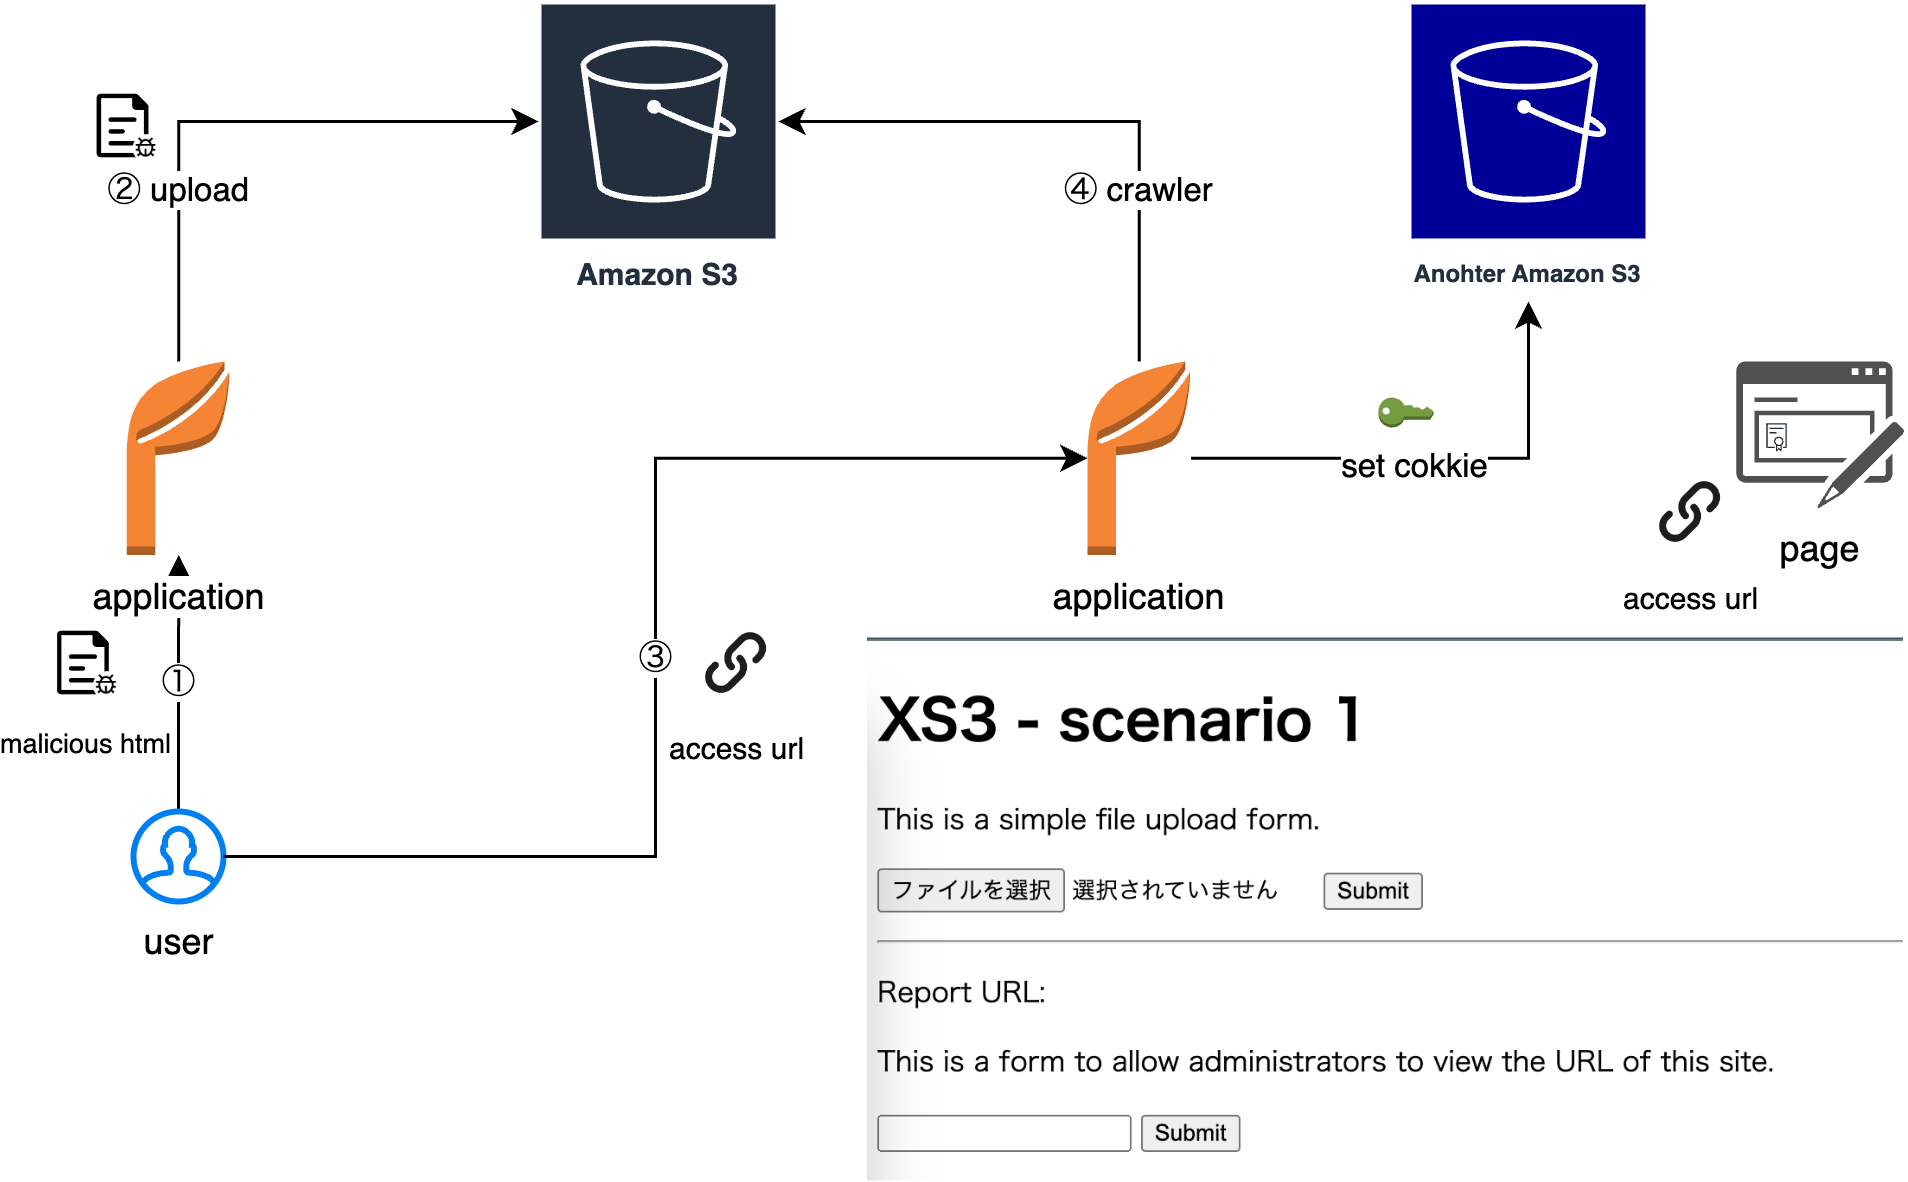 ② upload
Amazon S3
④ crawler
Anohter Amazon S3
set cokkie
page
access url
application
application
①
malicious html
user
③
access url
XS3 - scenario 1
This is a simple file upload form.
ファイルを選択 選択されていません Submit
Report URL:
This is a form to allow administrators to view the URL of this site.
Submit